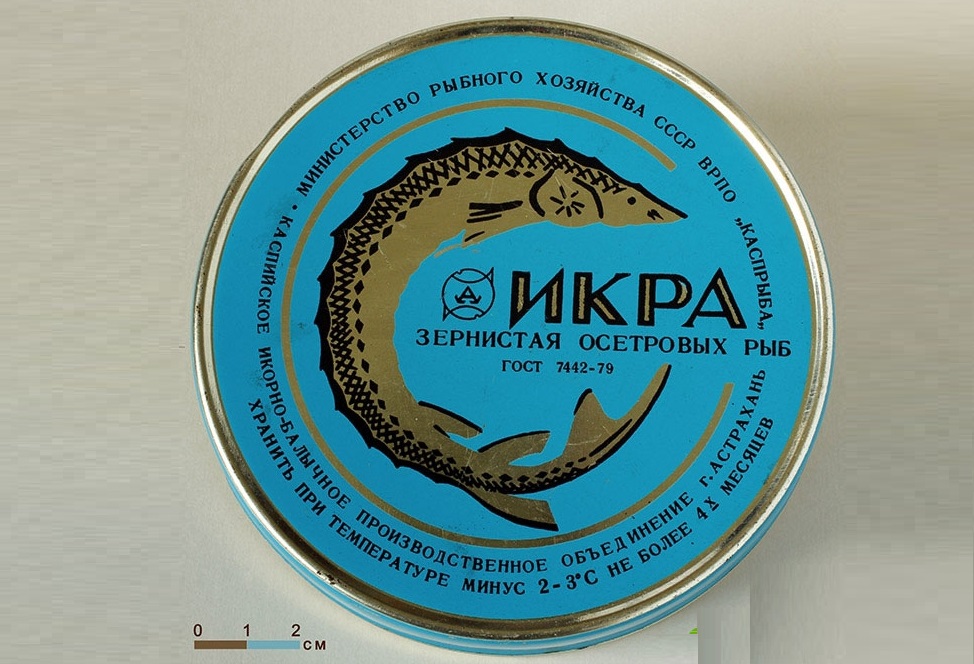 МИНИСТЕРСТВО РЫБНОГО ХОЗЯЙСТВА СССР ВРПО „КАСПРЫБА„
• КАСПИЙСКОЕ ИКОРНО-БАЛЫЧНОЕ ПРОИЗВОДСТВЕННОЕ ОБЪЕДИНЕНИЕ г. АСТРАХАНЬ
ИКРА
ЗЕРНИСТАЯ ОСЕТРОВЫХ РЫБ
ГОСТ 7442-79
ХРАНИТЬ ПРИ ТЕМПЕРАТУРЕ МИНУС 2-3°С НЕ БОЛЕЕ 4Х МЕСЯЦЕВ
0 1 2 см